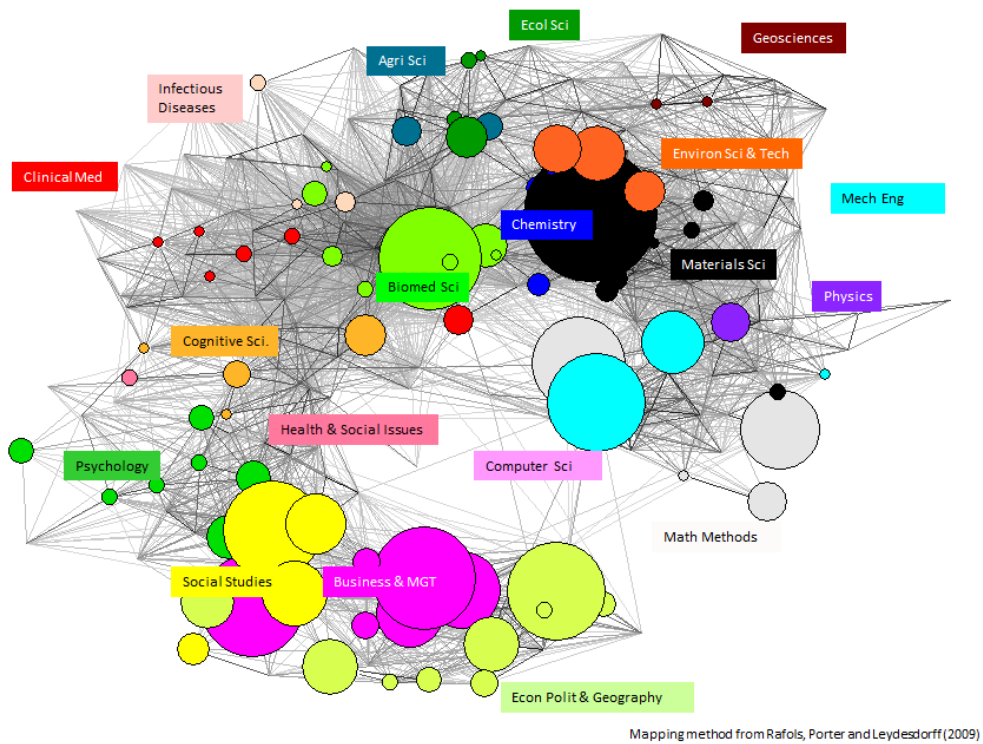 Ecol Sci
Geosciences
Agri Sci
Infectious
Diseases
Environ Sci & Tech
Clinical Med
Mech Eng
Chemistry
Materials Sci
Biomed Sci
Physics
Cognitive Sci.
Health & Social Issues
Psychology
Computer Sci
Math Methods
Social Studies
Business & MGT
Econ Polit & Geography
Mapping method from Rafols, Porter and Leydesdorff (2009)